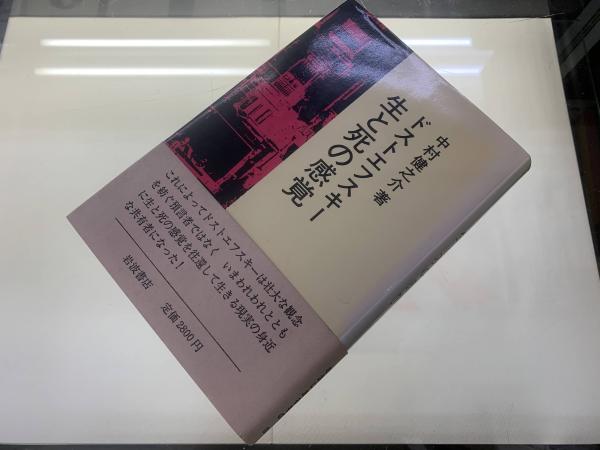 中村健之介 著
ドストエフスキー
生と死の感覚
これによってドストエフスキーは壮大な観念
を紡ぐ預言者ではなく いまわれわれととも
に生と死の感覚を往還して生きる現実の身近
な共有者になった!
岩波書店
定価2800円